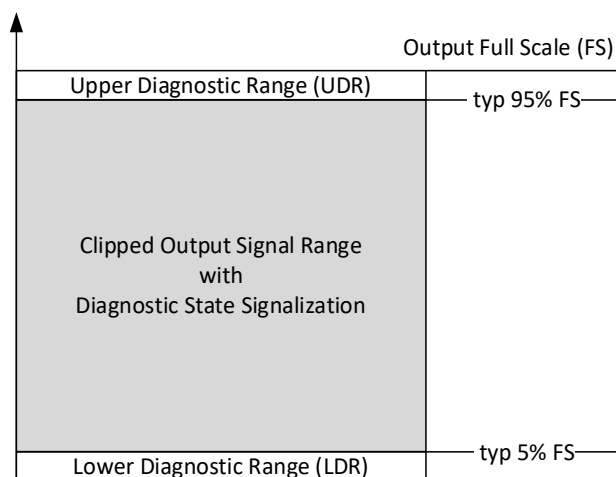 Output Full Scale (FS)
Upper Diagnostic Range (UDR)
typ 95% FS
Clipped Output Signal Range
with
Diagnostic State Signalization
typ 5% FS
Lower Diagnostic Range (LDR)